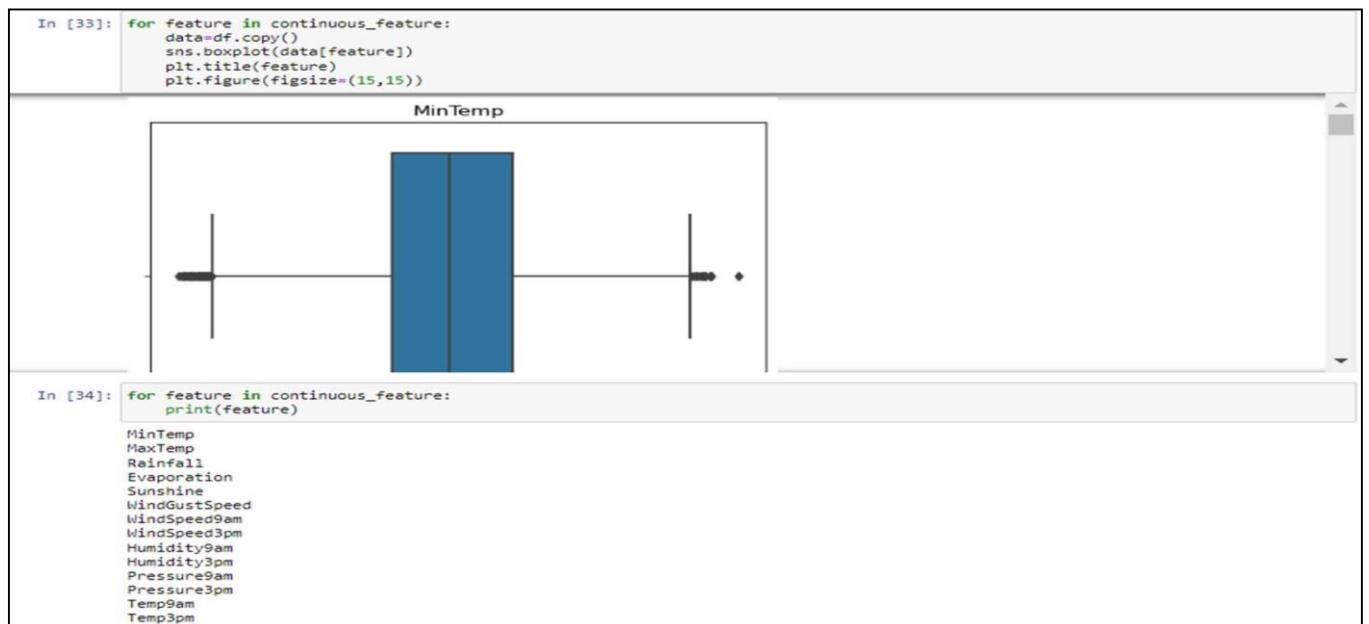 In [33]: for feature in continuous_feature:
data=df.copy()
sns.boxplot(data[feature])
plt.title(feature)
plt.figure(figsize=(15,15))
MinTemp
In [34]: for feature in continuous_feature:
print(feature)
MinTemp
MaxTemp
Rainfall
Evaporation
Sunshine
WindGustSpeed
WindSpeed9am
WindSpeed3pm
Humidity9am
Humidity3pm
Pressure9am
Pressure3pm
Temp9am
Temp3pm